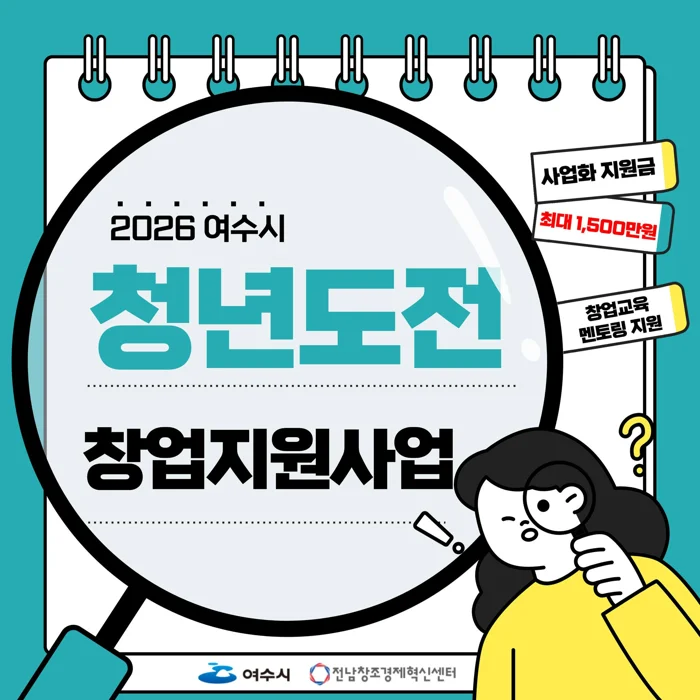 2026 여수시
청년도전
창업지원사업
사업화 지원금
최대 1,500만원
창업교육
멘토링 지원
여수시
전남창조경제혁신센터